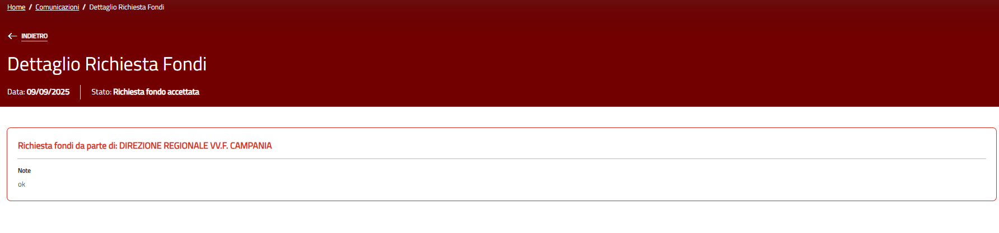 Home / Comunicazioni / Dettaglio Richiesta Fondi
← INDIETRO
Dettaglio Richiesta Fondi
Data: 09/09/2025 Stato: Richiesta fondo accettata
Richiesta fondi da parte di: DIREZIONE REGIONALE VV.F. CAMPANIA
Note
ok